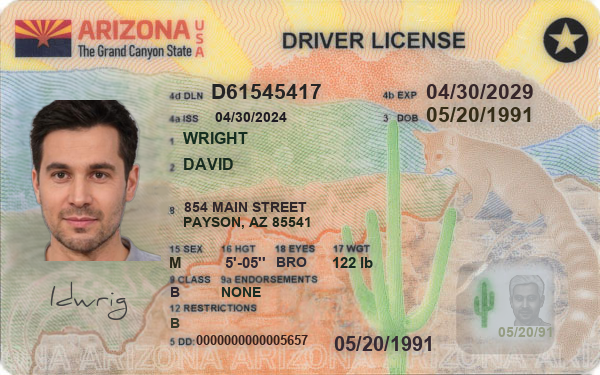 ARIZONA USA
The Grand Canyon State
DRIVER LICENSE
4d DLN D61545417 4b EXP 04/30/2029
4a ISS 04/30/2024 3 DOB 05/20/1991
1 WRIGHT
2 DAVID
8 854 MAIN STREET
PAYSON, AZ 85541
15 SEX 16 HGT 18 EYES 17 WGT
M 5'-05" BRO 122 lb
9 CLASS 9a ENDORSEMENTS
B NONE
12 RESTRICTIONS
B
5 DD: 0000000000005657
05/20/1991
Idwrig
05/20/91
ARIZONA ARIZONA ARIZONA ARIZONA